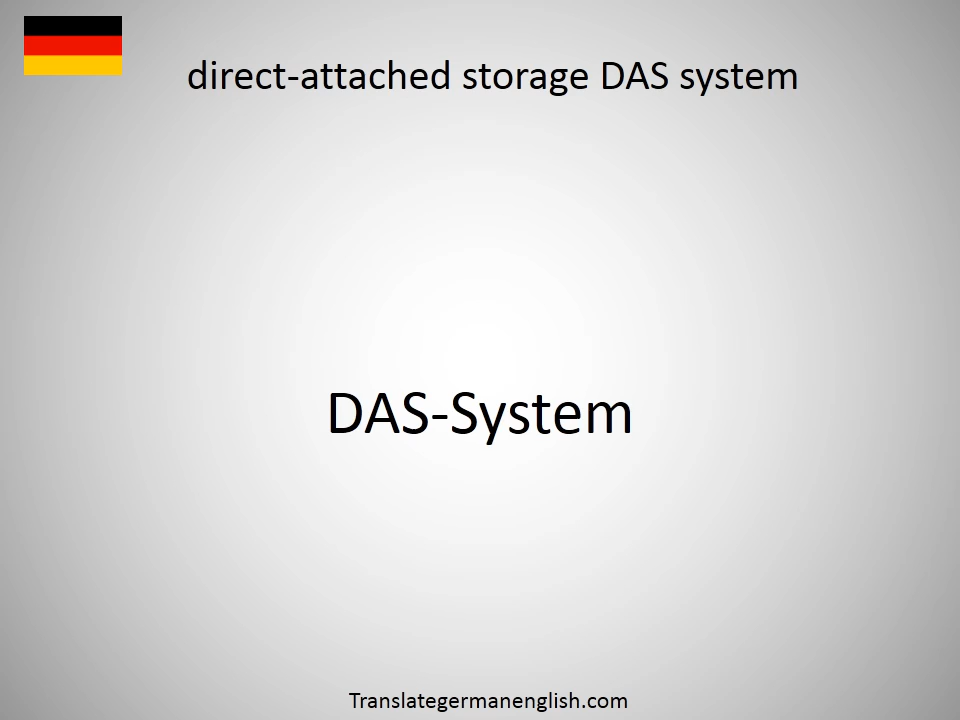 direct-attached storage DAS system
DAS-System
Translategermanenglish.com